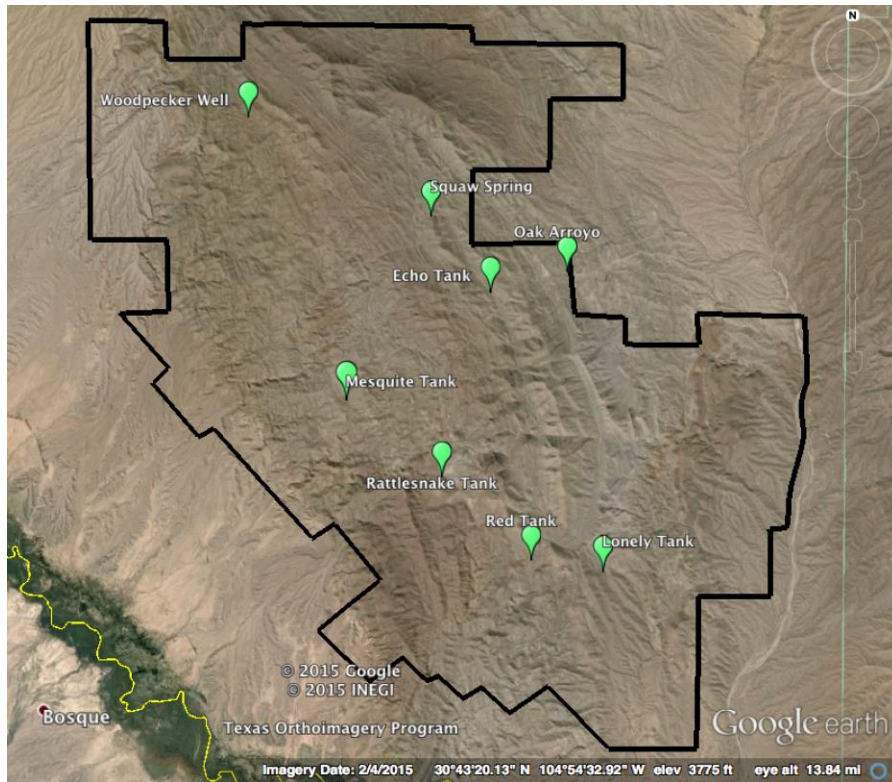 N
Woodpecker Well
Squaw Spring
Oak Arroyo
Echo Tank
Mesquite Tank
Rattlesnake Tank
Red Tank
Lonely Tank
© 2015 Google
© 2015 INEGI
Bosque
Texas Orthoimagery Program
Google earth
Imagery Date: 2/4/2015 30°43'20.13" N 104°54'32.92" W elev 3775 ft eye alt 13.84 mi